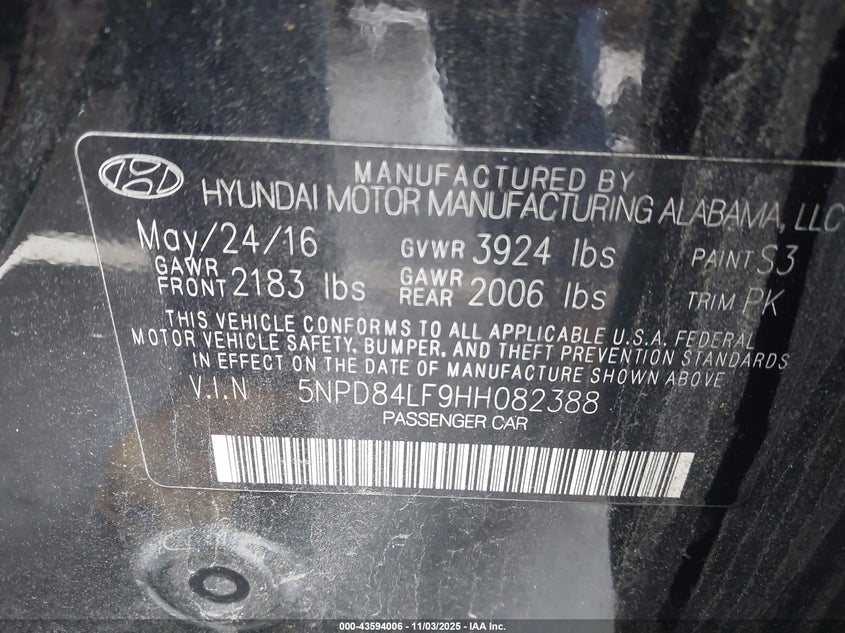 MANUFACTURED BY
HYUNDAI MOTOR MANUFACTURING ALABAMA, LLC
May/24/16 GVWR 3924 lbs PAINT S3
GAWR FRONT 2183 lbs GAWR REAR 2006 lbs TRIM PK
THIS VEHICLE CONFORMS TO ALL APPLICABLE U.S.A. FEDERAL
MOTOR VEHICLE SAFETY, BUMPER, AND THEFT PREVENTION STANDARDS
IN EFFECT ON THE DATE OF MANUFACTURE SHOWN ABOVE
V.I.N 5NPD84LF9HH082388
PASSENGER CAR
000-43594006 - 11/03/2025 - IAA Inc.